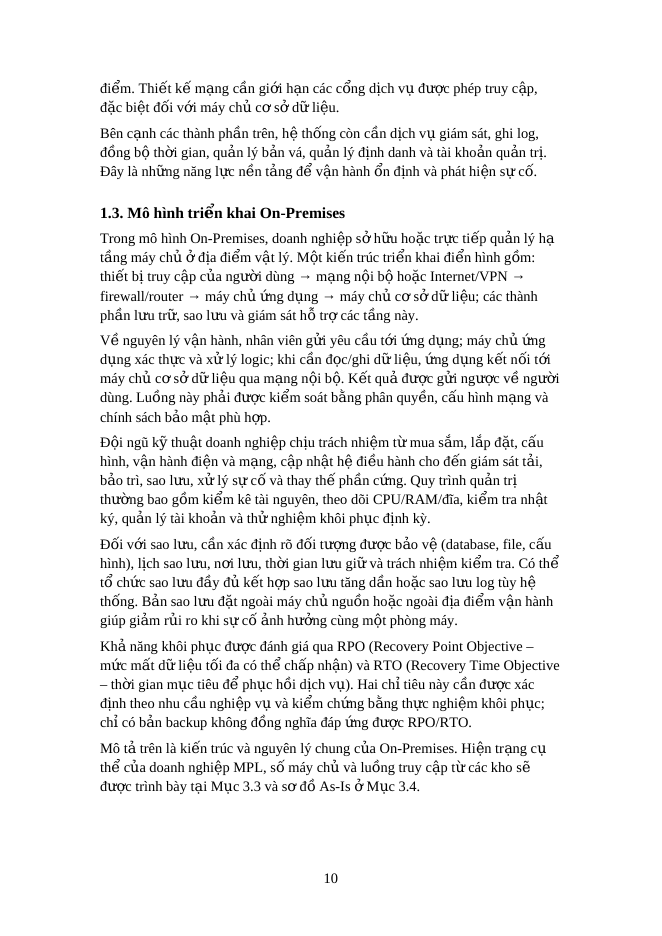 điểm. Thiết kế mạng cần giới hạn các cổng dịch vụ được phép truy cập,
đặc biệt đối với máy chủ cơ sở dữ liệu.
Bên cạnh các thành phần trên, hệ thống còn cần dịch vụ giám sát, ghi log,
đồng bộ thời gian, quản lý bản vá, quản lý định danh và tài khoản quản trị.
Đây là những năng lực nền tảng để vận hành ổn định và phát hiện sự cố.
1.3. Mô hình triển khai On-Premises
Trong mô hình On-Premises, doanh nghiệp sở hữu hoặc trực tiếp quản lý hạ
tầng máy chủ ở địa điểm vật lý. Một kiến trúc triển khai điển hình gồm:
thiết bị truy cập của người dùng → mạng nội bộ hoặc Internet/VPN →
firewall/router → máy chủ ứng dụng → máy chủ cơ sở dữ liệu; các thành
phần lưu trữ, sao lưu và giám sát hỗ trợ các tầng này.
Về nguyên lý vận hành, nhân viên gửi yêu cầu tới ứng dụng; máy chủ ứng
dụng xác thực và xử lý logic; khi cần đọc/ghi dữ liệu, ứng dụng kết nối tới
máy chủ cơ sở dữ liệu qua mạng nội bộ. Kết quả được gửi ngược về người
dùng. Luồng này phải được kiểm soát bằng phân quyền, cấu hình mạng và
chính sách bảo mật phù hợp.
Đội ngũ kỹ thuật doanh nghiệp chịu trách nhiệm từ mua sắm, lắp đặt, cấu
hình, vận hành điện và mạng, cập nhật hệ điều hành cho đến giám sát tải,
bảo trì, sao lưu, xử lý sự cố và thay thế phần cứng. Quy trình quản trị
thường bao gồm kiểm kê tài nguyên, theo dõi CPU/RAM/đĩa, kiểm tra nhật
ký, quản lý tài khoản và thử nghiệm khôi phục định kỳ.
Đối với sao lưu, cần xác định rõ đối tượng được bảo vệ (database, file, cấu
hình), lịch sao lưu, nơi lưu, thời gian lưu giữ và trách nhiệm kiểm tra. Có thể
tổ chức sao lưu đầy đủ kết hợp sao lưu tăng dần hoặc sao lưu log tùy hệ
thống. Bản sao lưu đặt ngoài máy chủ nguồn hoặc ngoài địa điểm vận hành
giúp giảm rủi ro khi sự cố ảnh hưởng cùng một phòng máy.
Khả năng khôi phục được đánh giá qua RPO (Recovery Point Objective –
mức mất dữ liệu tối đa có thể chấp nhận) và RTO (Recovery Time Objective
– thời gian mục tiêu để phục hồi dịch vụ). Hai chỉ tiêu này cần được xác
định theo nhu cầu nghiệp vụ và kiểm chứng bằng thực nghiệm khôi phục;
chỉ có bản backup không đồng nghĩa đáp ứng được RPO/RTO.
Mô tả trên là kiến trúc và nguyên lý chung của On-Premises. Hiện trạng cụ
thể của doanh nghiệp MPL, số máy chủ và luồng truy cập từ các kho sẽ
được trình bày tại Mục 3.3 và sơ đồ As-Is ở Mục 3.4.
10